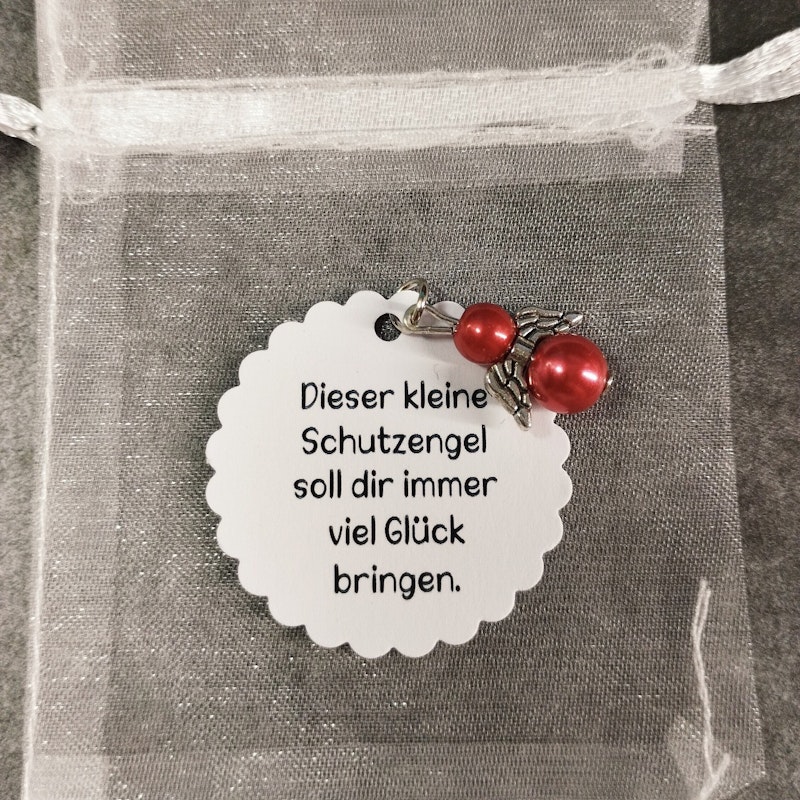 Dieser kleine
Schutzengel
soll dir immer
viel Glück
bringen.